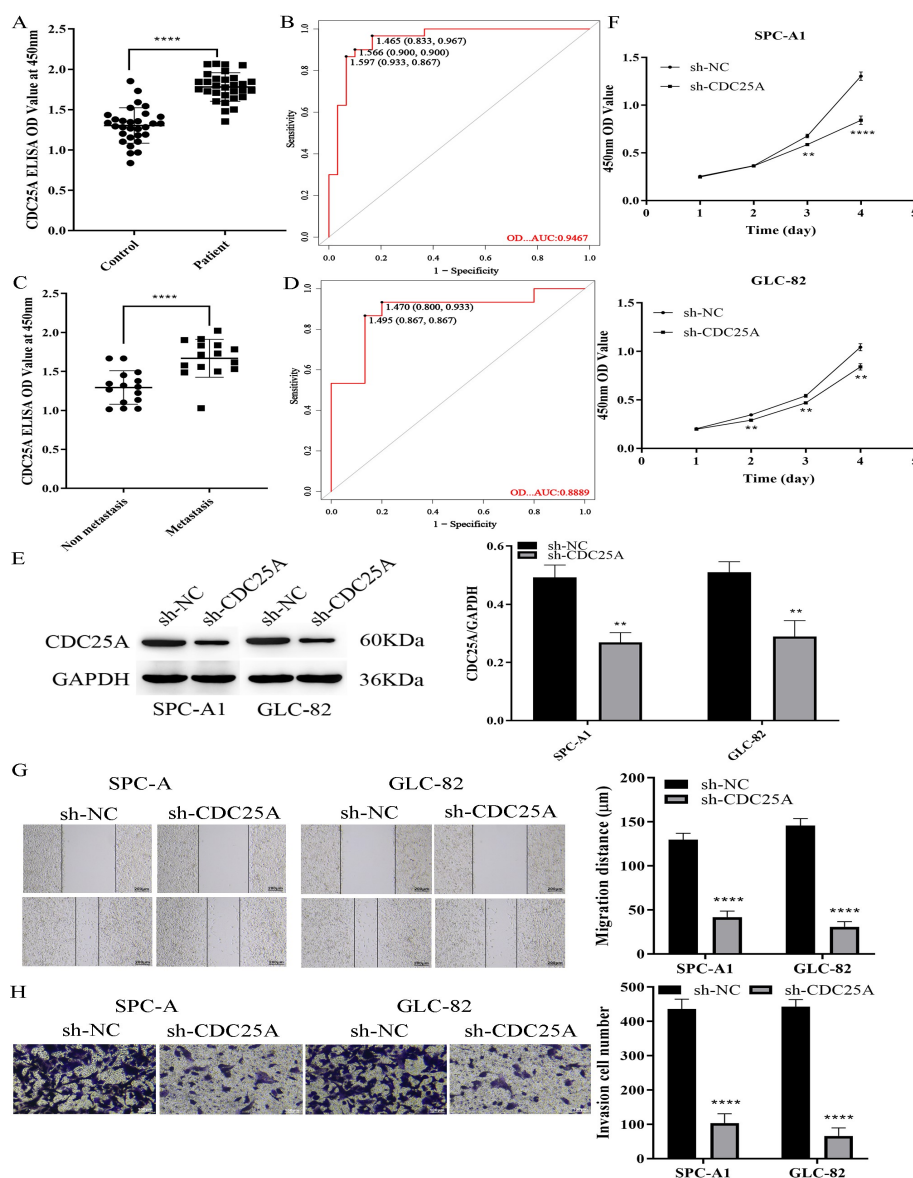 A
CDC25A ELISA OD Value at 450nm
2.5
2.0
1.5
1.0
0.5
0.0
****
Control
Patient
B
Sensitivity
1.0
0.8
0.6
0.4
0.2
0.0
1.465 (0.833, 0.967)
1.566 (0.900, 0.900)
1.597 (0.933, 0.867)
OD...AUC:0.9467
0.0 0.2 0.4 0.6 0.8 1.0
1 − Specificity
F
SPC-A1
450nm OD Value
1.5
1.0
0.5
0.0
sh-NC
sh-CDC25A
**
****
0 1 2 3 4 5
Time (day)
C
CDC25A ELISA OD Value at 450nm
2.5
2.0
1.5
1.0
0.5
0.0
****
Non metastasis
Metastasis
D
Sensitivity
1.0
0.8
0.6
0.4
0.2
0.0
1.470 (0.800, 0.933)
1.495 (0.867, 0.867)
OD...AUC:0.8889
0.0 0.2 0.4 0.6 0.8 1.0
1 − Specificity
GLC-82
450nm OD Value
1.5
1.0
0.5
0.0
sh-NC
sh-CDC25A
**
**
**
0 1 2 3 4 5
Time (day)
E
sh-NC
sh-CDC25A
sh-NC
sh-CDC25A
CDC25A
60KDa
GAPDH
36KDa
SPC-A1 GLC-82
CDC25A/GAPDH
0.6
0.4
0.2
0.0
sh-NC
sh-CDC25A
**
**
SPC-A1
GLC-82
G
SPC-A GLC-82
sh-NC sh-CDC25A sh-NC sh-CDC25A
200μm 200μm 200μm 200μm
200μm 200μm 200μm 200μm
Migration distance (μm)
200
150
100
50
0
sh-NC
sh-CDC25A
****
****
SPC-A1 GLC-82
H
SPC-A GLC-82
sh-NC sh-CDC25A sh-NC sh-CDC25A
Invasion cell number
400
300
200
100
0
sh-NC sh-CDC25A
****
****
SPC-A1 GLC-82